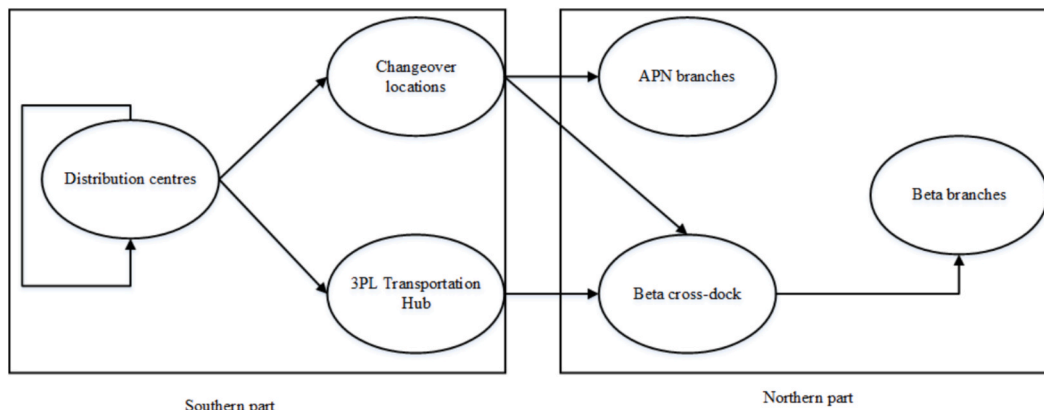 Changeover
locations
APN branches
Distribution centres
Beta branches
3PL Transportation
Hub
Beta cross-dock
Southern part
Northern part